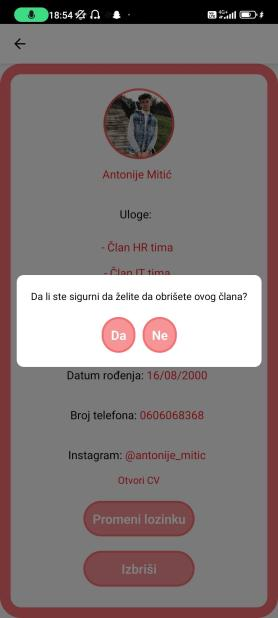 18:54
Antonije Mitić
Uloge:
- Član HR tima
- Član IT tima
Da li ste sigurni da želite da obrišete ovog člana?
Da
Ne
Datum rođenja: 16/08/2000
Broj telefona: 0606068368
Instagram: @antonije_mitic
Otvori CV
Promeni lozinku
Izbriši